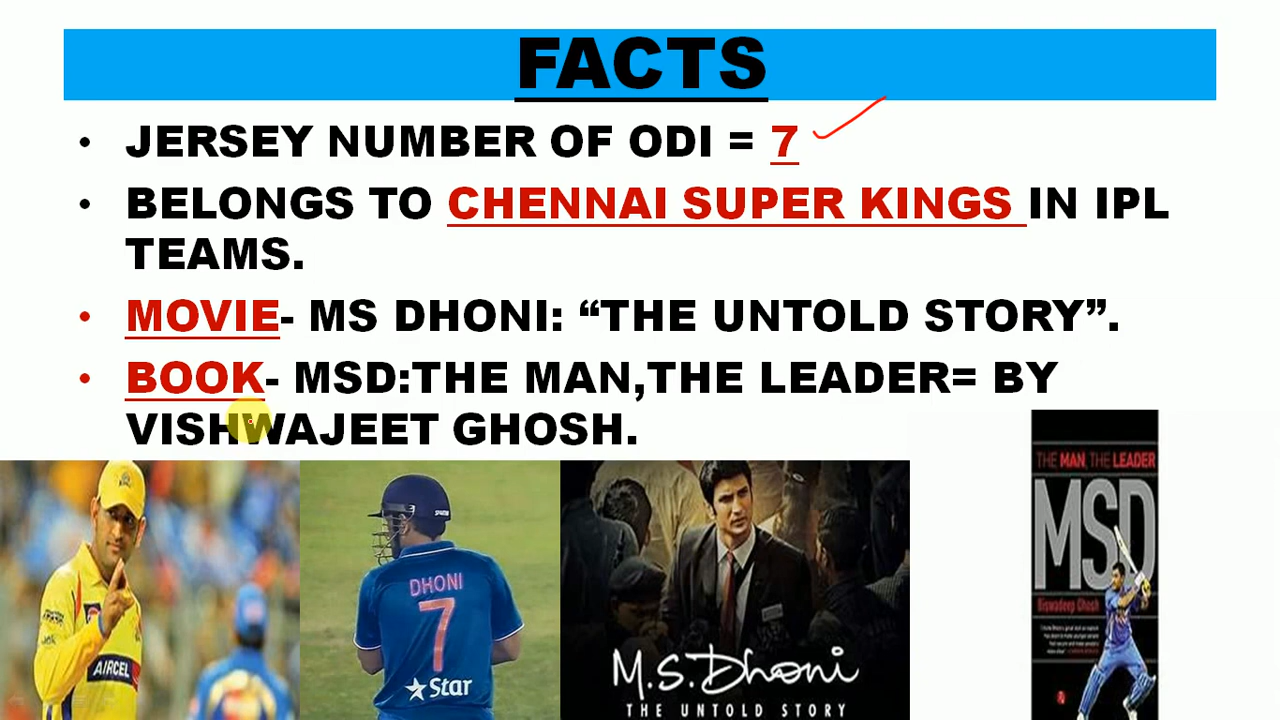 FACTS
• JERSEY NUMBER OF ODI = 7
• BELONGS TO CHENNAI SUPER KINGS IN IPL
TEAMS.
• MOVIE- MS DHONI: “THE UNTOLD STORY”.
• BOOK- MSD:THE MAN,THE LEADER= BY
VISHWAJEET GHOSH.
AIRCEL
DHONI
7
Star
M.S.Dhoni
THE UNTOLD STORY
THE MAN, THE LEADER
MSD
Biswadeep Ghosh